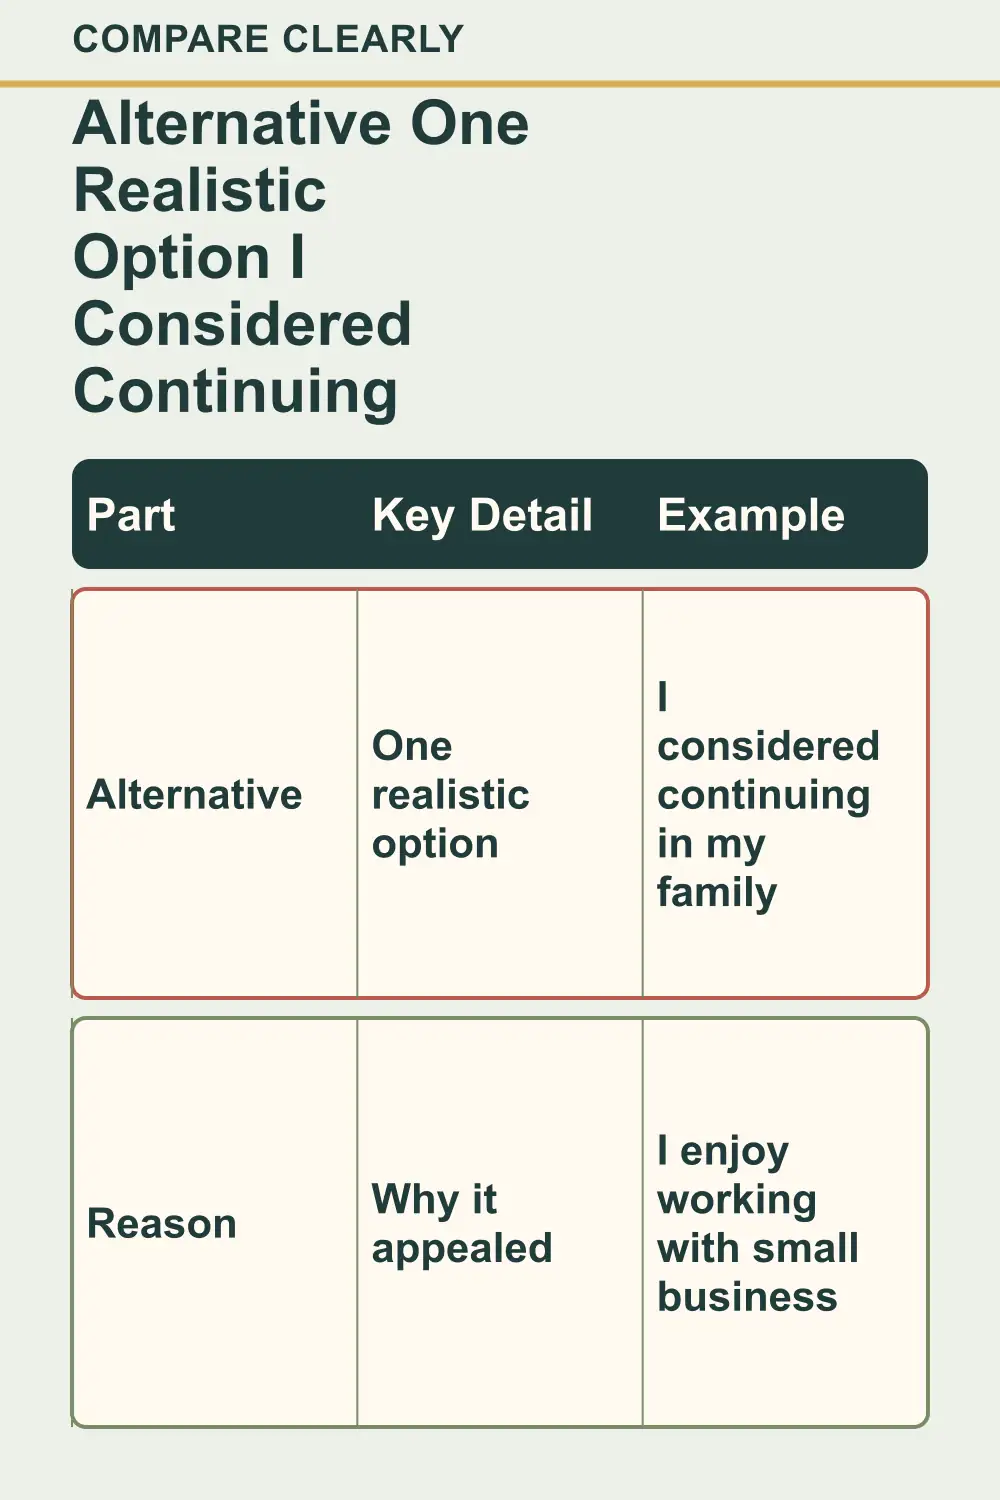 COMPARE CLEARLY
Alternative One
Realistic
Option I
Considered
Continuing
Part
Key Detail
Example
Alternative
One
realistic
option
I
considered
continuing
in my
family
Reason
Why it
appealed
I enjoy
working
with small
business